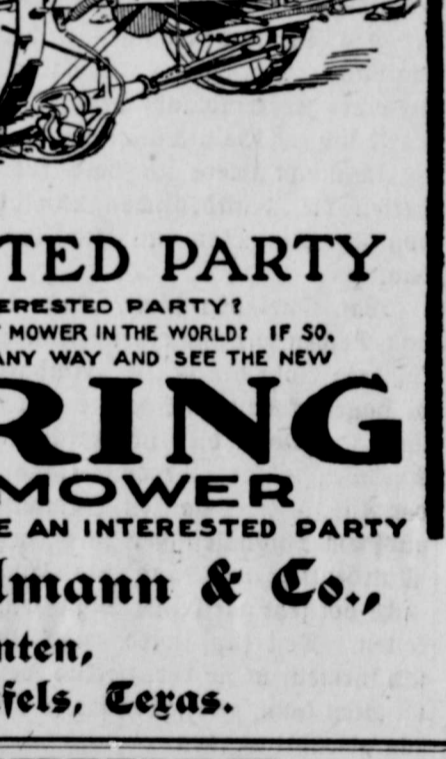 TED PARTY
ERESTED PARTY?
MOWER IN THE WORLD? IF SO,
ANY WAY AND SEE THE NEW
RING
MOWER
E AN INTERESTED PARTY
lmann & Co.,
nten,
fels, Texas.